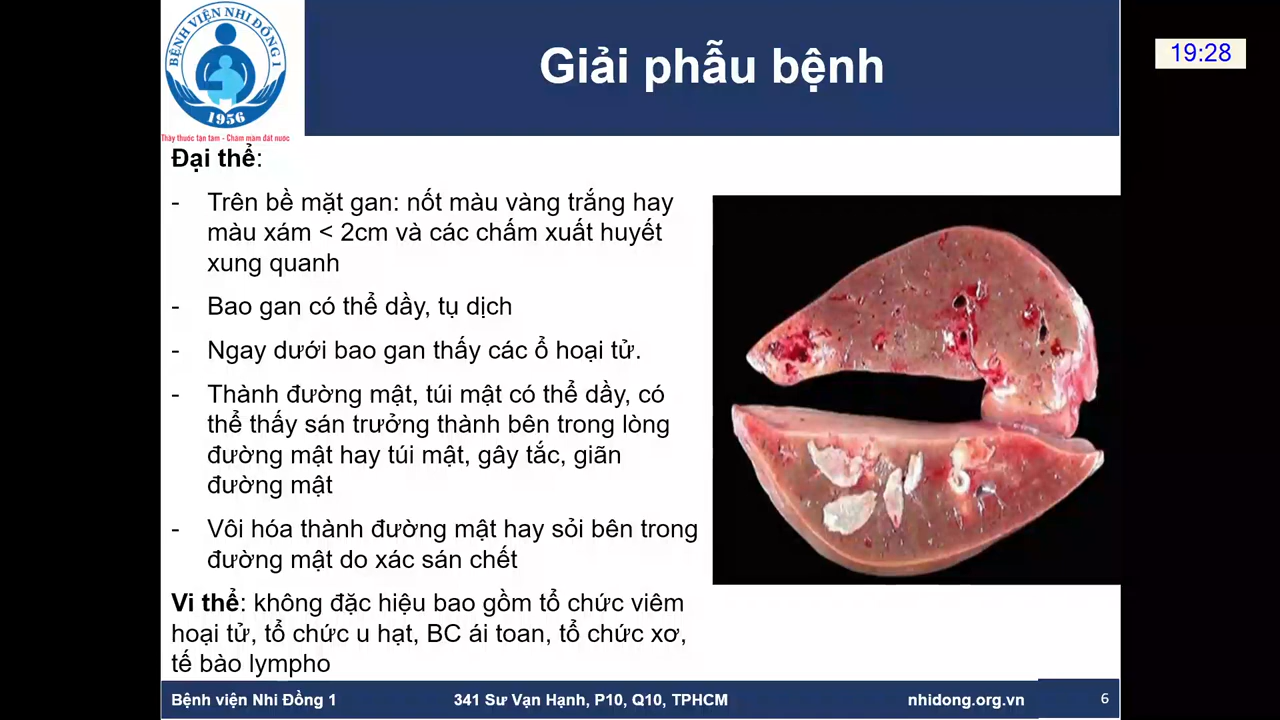 BỆNH VIỆN NHI ĐỒNG 1
1956
Thầy thuốc tận tâm - Chăm mầm đất nước
Giải phẫu bệnh
19:28
Đại thể:
- Trên bề mặt gan: nốt màu vàng trắng hay
màu xám < 2cm và các chấm xuất huyết
xung quanh
- Bao gan có thể dầy, tụ dịch
- Ngay dưới bao gan thấy các ổ hoại tử.
- Thành đường mật, túi mật có thể dầy, có
thể thấy sán trưởng thành bên trong lòng
đường mật hay túi mật, gây tắc, giãn
đường mật
- Vôi hóa thành đường mật hay sỏi bên trong
đường mật do xác sán chết
Vi thể: không đặc hiệu bao gồm tổ chức viêm
hoại tử, tổ chức u hạt, BC ái toan, tổ chức xơ,
tế bào lympho
Bệnh viện Nhi Đồng 1
341 Sư Vạn Hạnh, P10, Q10, TPHCM
nhidong.org.vn
6